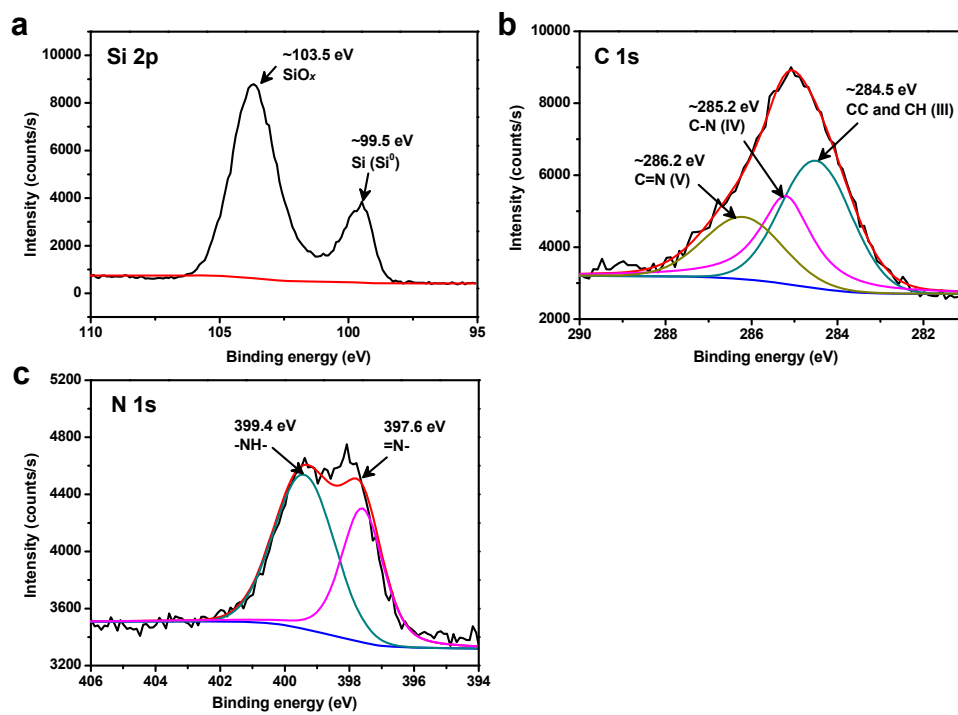 a
Si 2p
~103.5 eV
SiOx
~99.5 eV
Si (Si⁰)
10000
8000
6000
4000
2000
0
Intensity (counts/s)
110
105
100
95
Binding energy (eV)
b
C 1s
~284.5 eV
CC and CH (III)
~285.2 eV
C-N (IV)
~286.2 eV
C=N (V)
10000
8000
6000
4000
2000
Intensity (counts/s)
290
288
286
284
282
Binding energy (eV)
c
N 1s
399.4 eV
-NH-
397.6 eV
=N-
5200
4800
4400
4000
3600
3200
Intensity (counts/s)
406
404
402
400
398
396
394
Binding energy (eV)